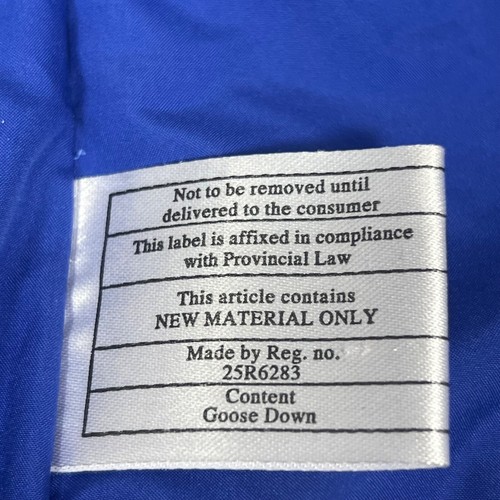 Not to be removed until
delivered to the consumer
This label is affixed in compliance
with Provincial Law
This article contains
NEW MATERIAL ONLY
Made by Reg. no.
25R6283
Content
Goose Down